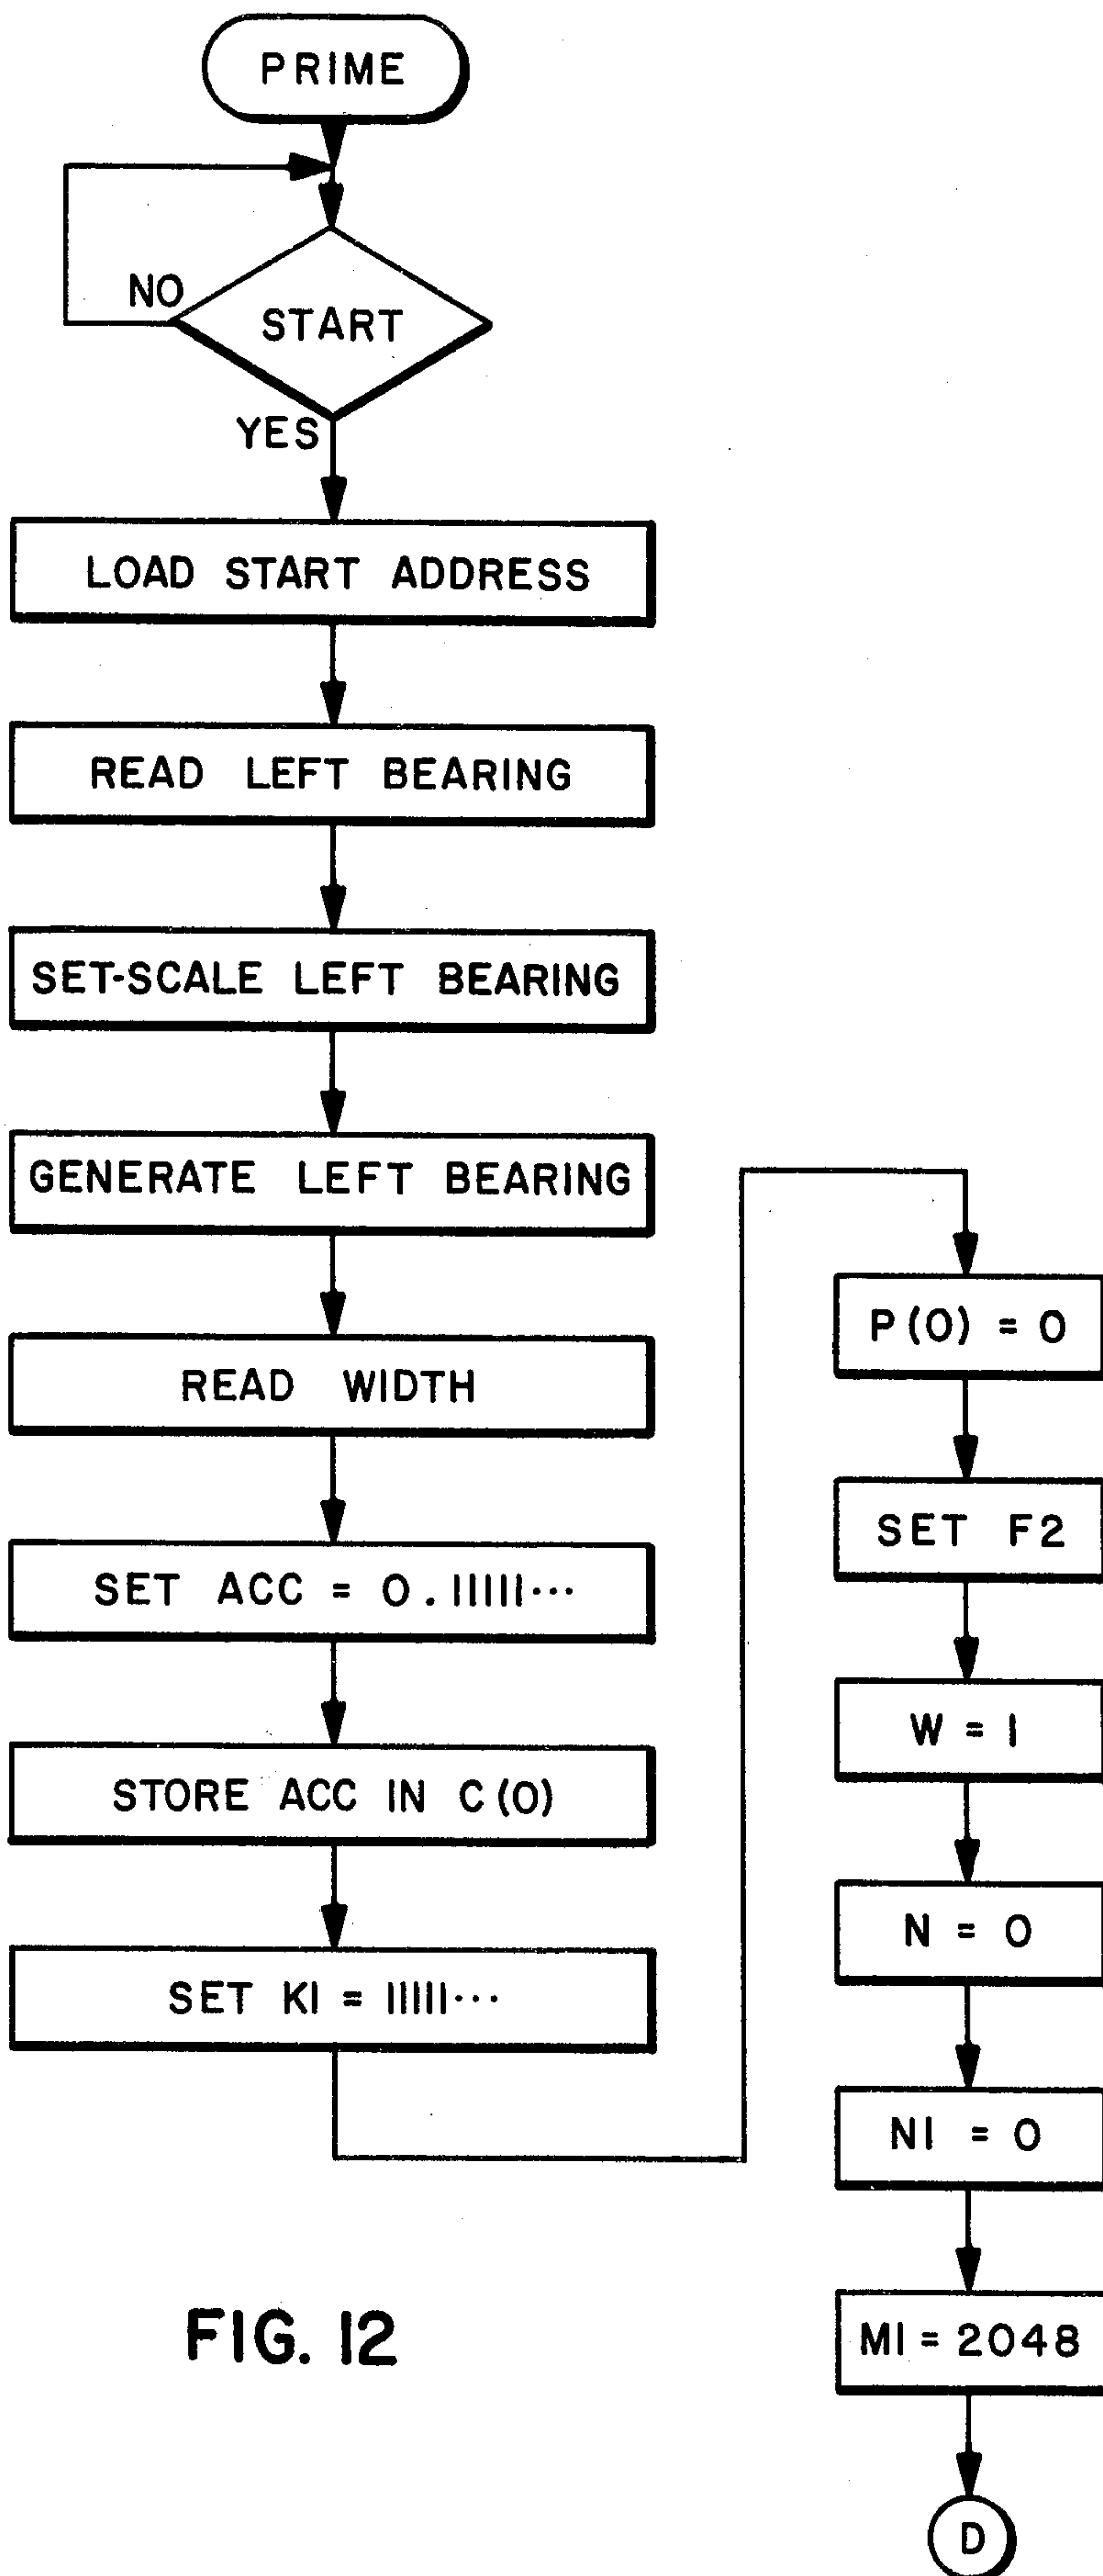 PRIME
NO
START
YES
LOAD START ADDRESS
READ LEFT BEARING
SET-SCALE LEFT BEARING
GENERATE LEFT BEARING
READ WIDTH
SET ACC = 0.11111···
STORE ACC IN C(0)
SET K1 = 11111···
P(0) = 0
SET F2
W = 1
N = 0
N1 = 0
M1 = 2048
D
FIG. 12